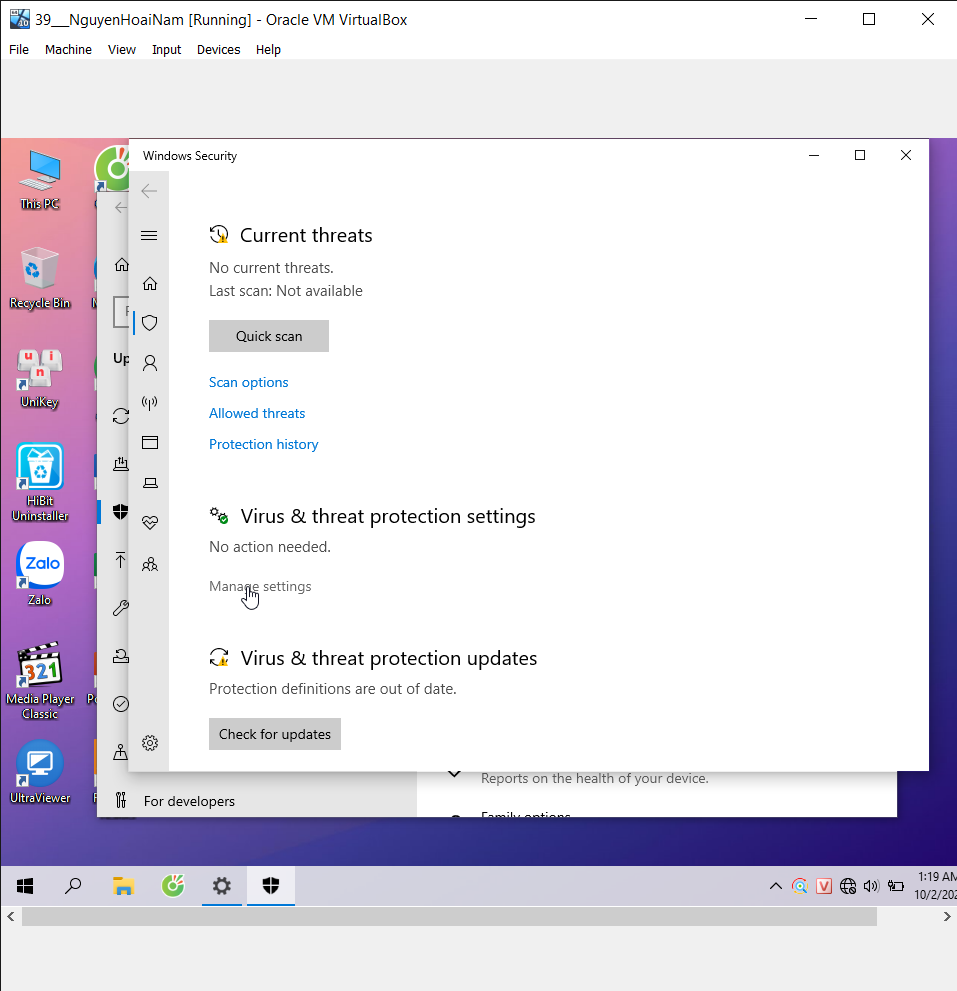 39___NguyenHoaiNam [Running] - Oracle VM VirtualBox
File Machine View Input Devices Help
Windows Security
This PC
Recycle Bin
UniKey
HiBit
Uninstaller
Zalo
Zalo
321
Media Player
Classic
UltraViewer
Up
Current threats
No current threats.
Last scan: Not available
Quick scan
Scan options
Allowed threats
Protection history
Virus & threat protection settings
No action needed.
Manage settings
Virus & threat protection updates
Protection definitions are out of date.
Check for updates
Reports on the health of your device.
Family options
For developers
1:19 AM
10/2/202